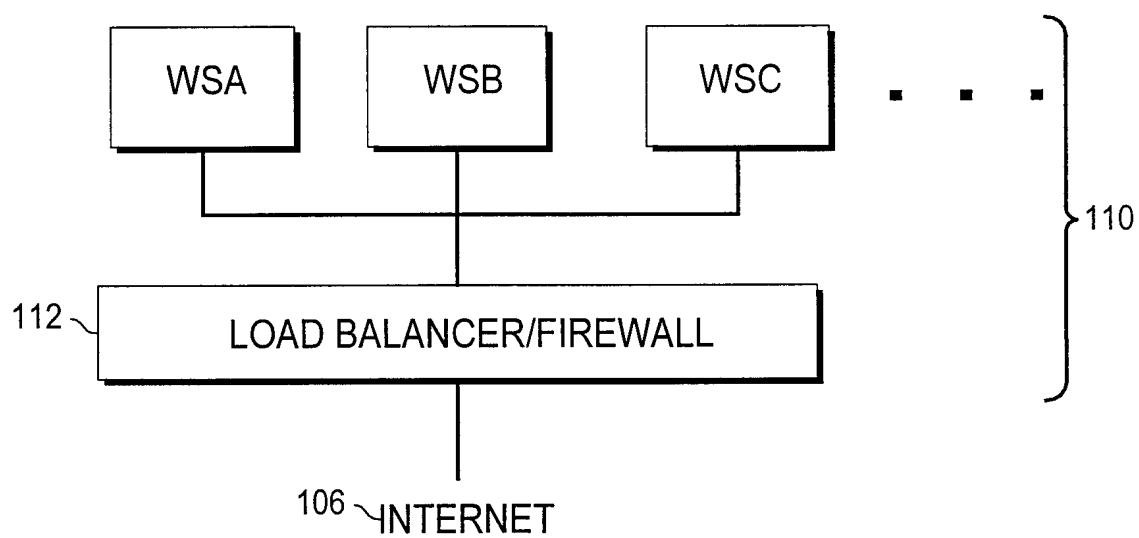 WSA WSB WSC
110
112 LOAD BALANCER/FIREWALL
106 INTERNET